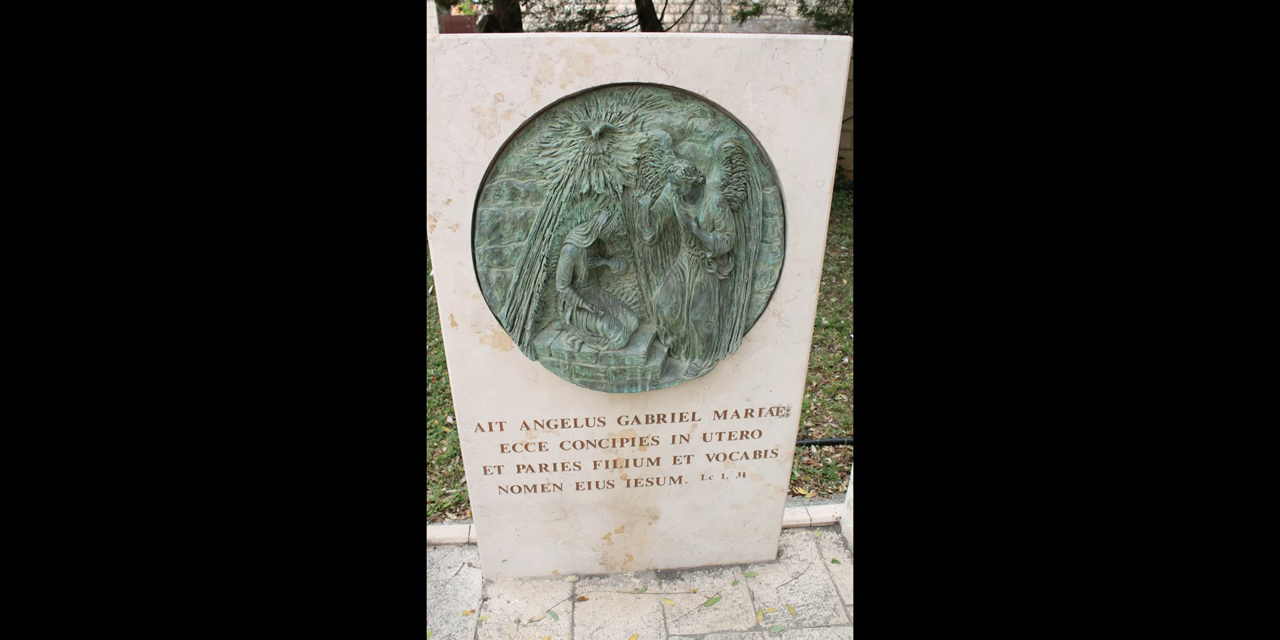 AIT ANGELUS GABRIEL MARIAE:
ECCE CONCIPIES IN UTERO
ET PARIES FILIUM ET VOCABIS
NOMEN EIUS IESUM. Lc 1, 31